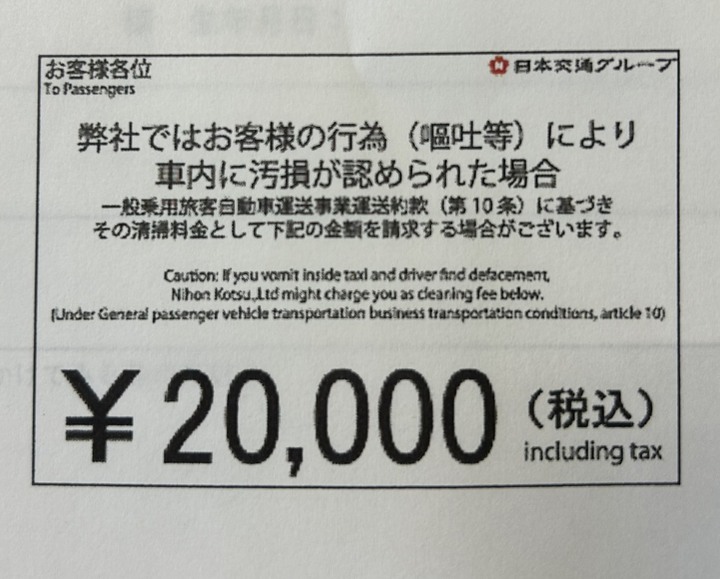 お客様各位
日本交通グループ
To Passengers
弊社ではお客様の行為（嘔吐等）により
車内に汚損が認められた場合
一般乗用旅客自動車運送事業運送約款（第10条）に基づき
その清掃料金として下記の金額を請求する場合がございます。
Caution: If you vomit inside taxi and driver find defacement,
Nihon Kotsu.,Ltd might charge you as cleaning fee below.
(Under General passenger vehicle transportation business transportation conditions, article 10)
￥20,000（税込）
including tax